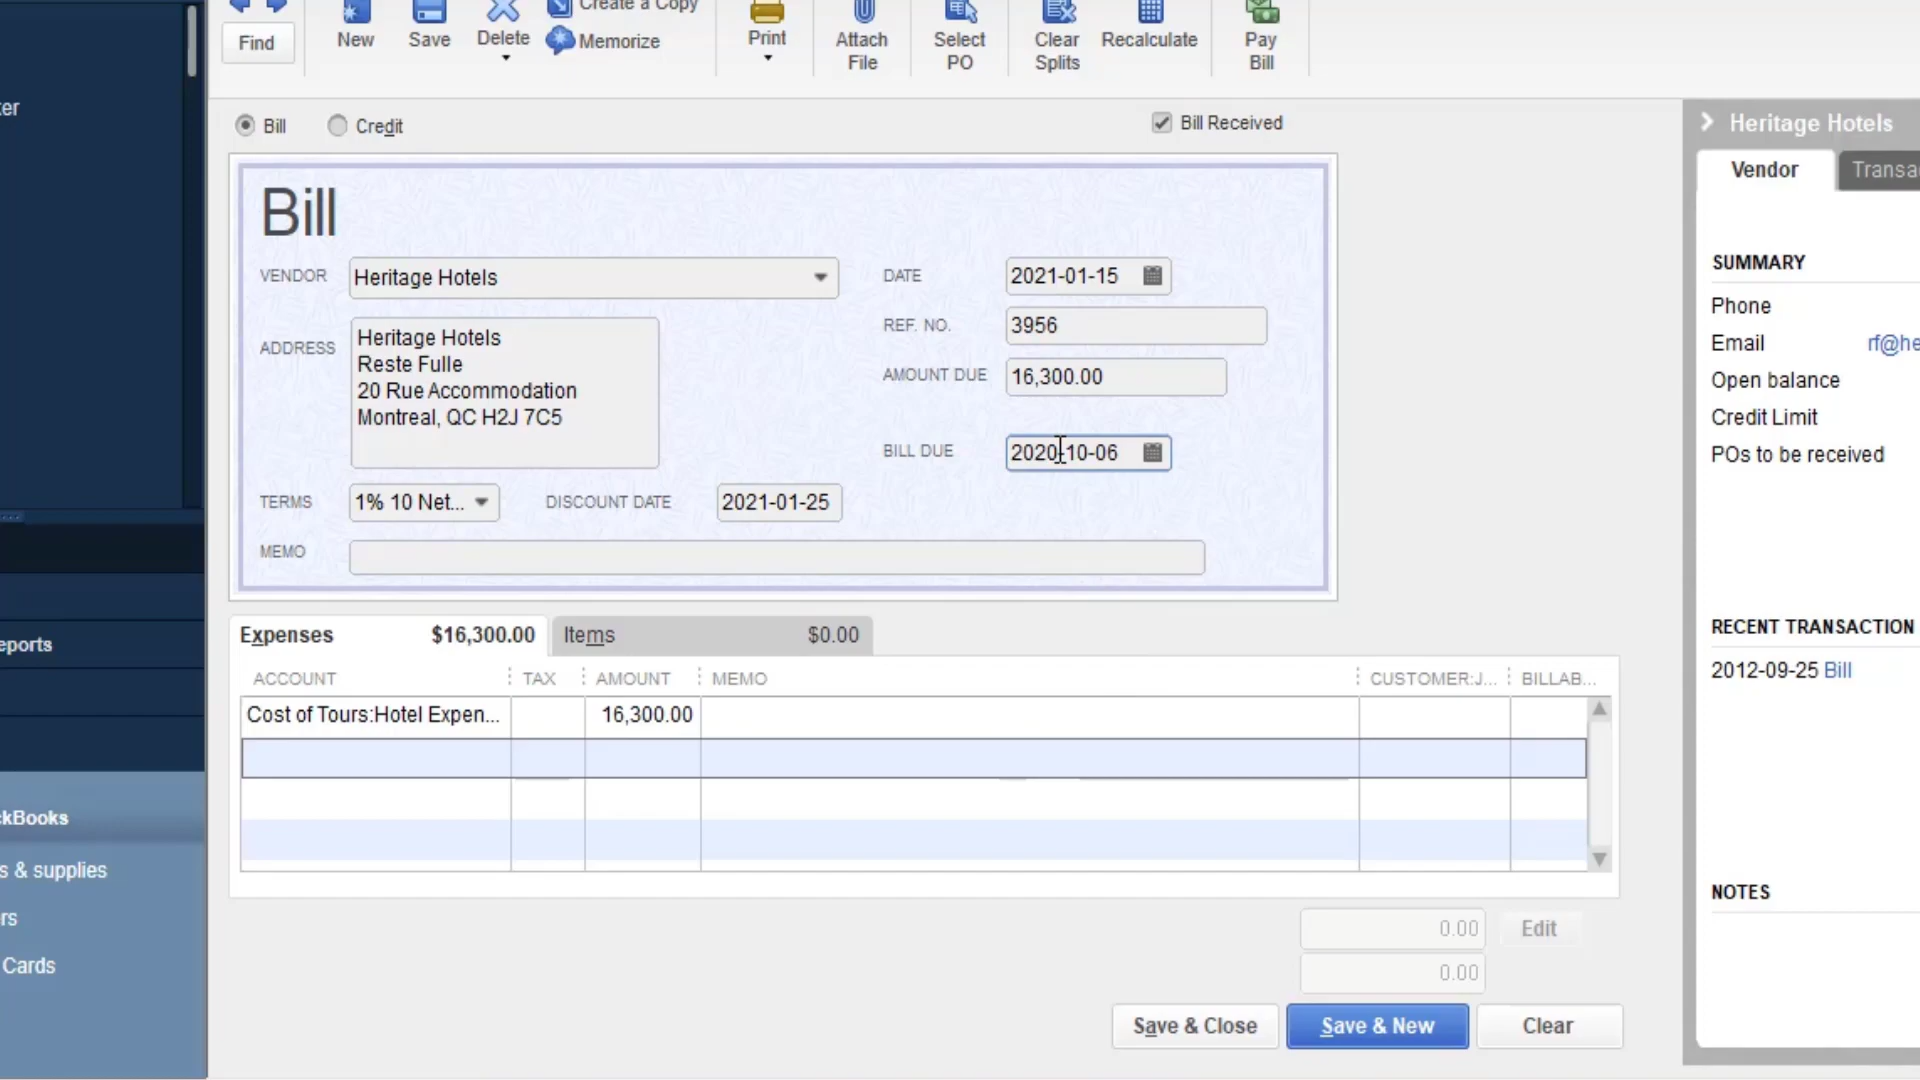 Create a Copy
Find
New
Save
Delete
Memorize
Print
Attach
File
Select
PO
Clear
Splits
Recalculate
Pay
Bill
ter
Bill
Credit
Bill Received
Heritage Hotels
Vendor
Transa
Bill
VENDOR
Heritage Hotels
DATE
2021-01-15
ADDRESS
Heritage Hotels
Reste Fulle
20 Rue Accommodation
Montreal, QC H2J 7C5
REF. NO.
3956
AMOUNT DUE
16,300.00
BILL DUE
2020-10-06
TERMS
1% 10 Net...
DISCOUNT DATE
2021-01-25
MEMO
SUMMARY
Phone
Email
rf@he
Open balance
Credit Limit
POs to be received
Expenses
$16,300.00
Items
$0.00
ACCOUNT
TAX
AMOUNT
MEMO
CUSTOMER:J...
BILLAB...
Cost of Tours:Hotel Expen...
16,300.00
RECENT TRANSACTION
2012-09-25 Bill
NOTES
eports
ckBooks
s & supplies
rs
Cards
0.00
Edit
0.00
Save & Close
Save & New
Clear